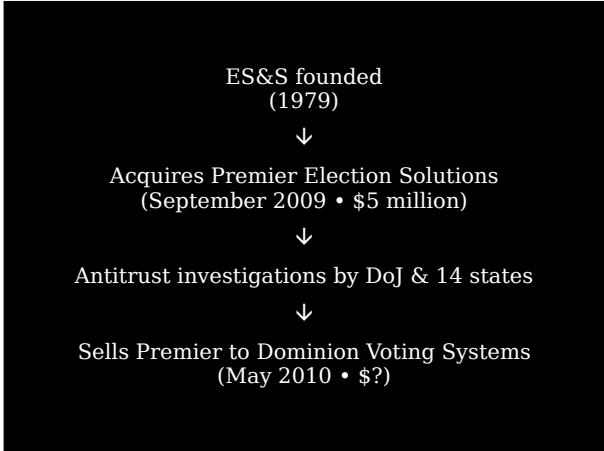 ES&S founded
(1979)
↓
Acquires Premier Election Solutions
(September 2009 • $5 million)
↓
Antitrust investigations by DoJ & 14 states
↓
Sells Premier to Dominion Voting Systems
(May 2010 • $?)